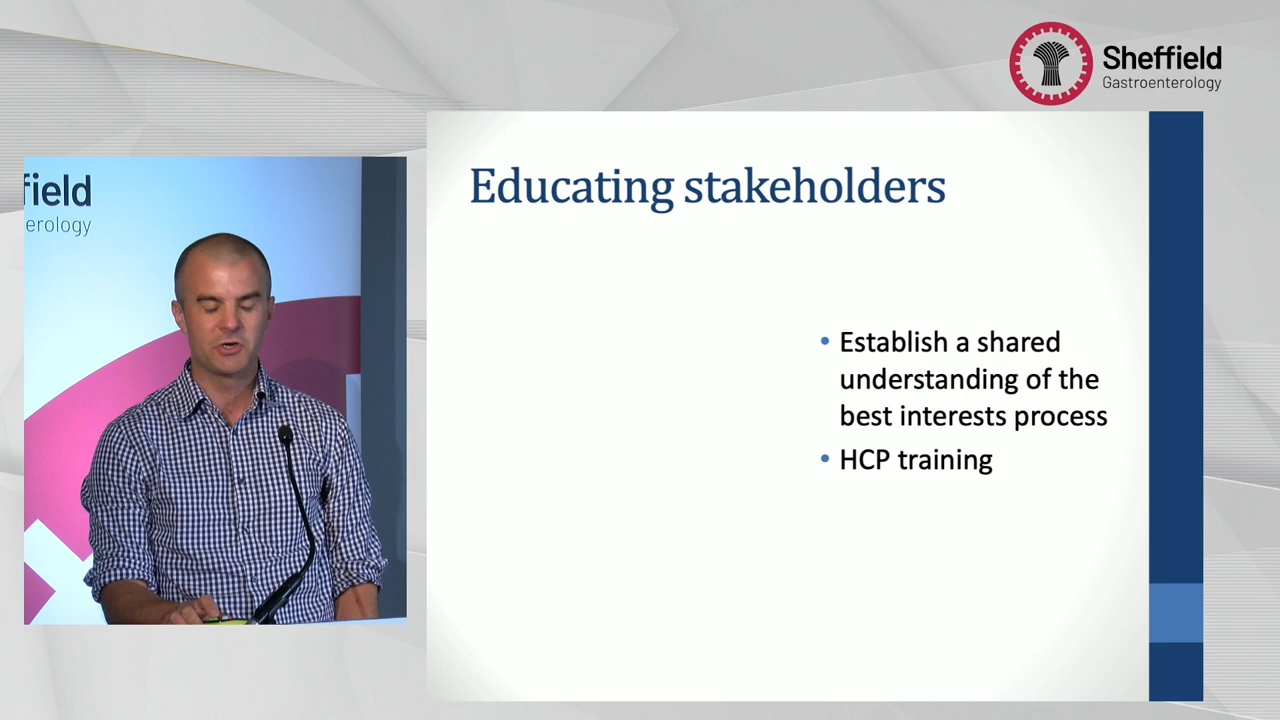 Sheffield
Gastroenterology
field
erology
Educating stakeholders
• Establish a shared
understanding of the
best interests process
• HCP training